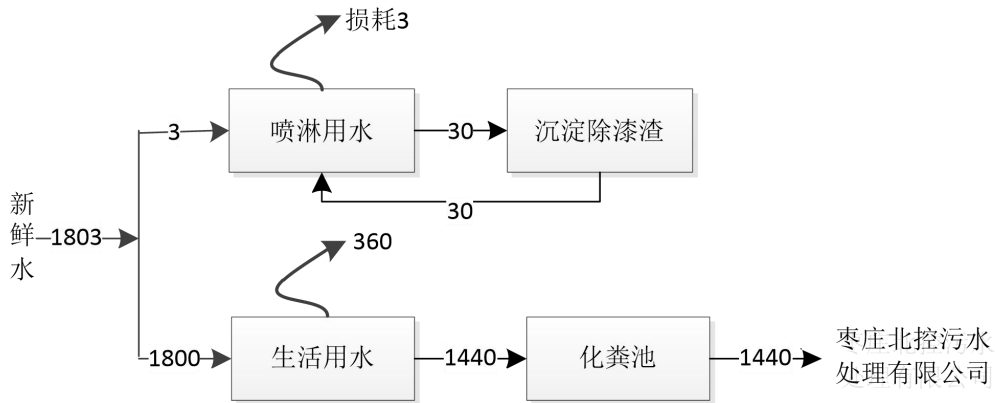 损耗3
3
喷淋用水
30
沉淀除漆渣
30
新
鲜
水
1803
360
1800
生活用水
1440
化粪池
1440
枣庄北控污水
处理有限公司